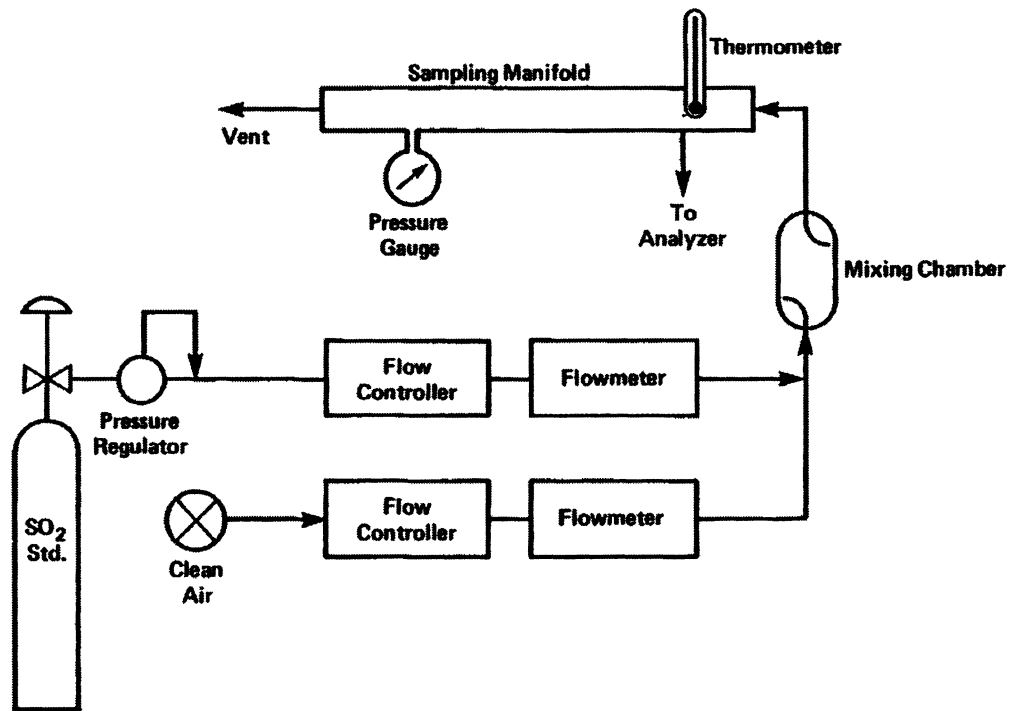 Thermometer
Sampling Manifold
Vent
Pressure
Gauge
To
Analyzer
Mixing Chamber
Flow
Controller
Flowmeter
Pressure
Regulator
Flow
Controller
Flowmeter
SO2
Std.
Clean
Air